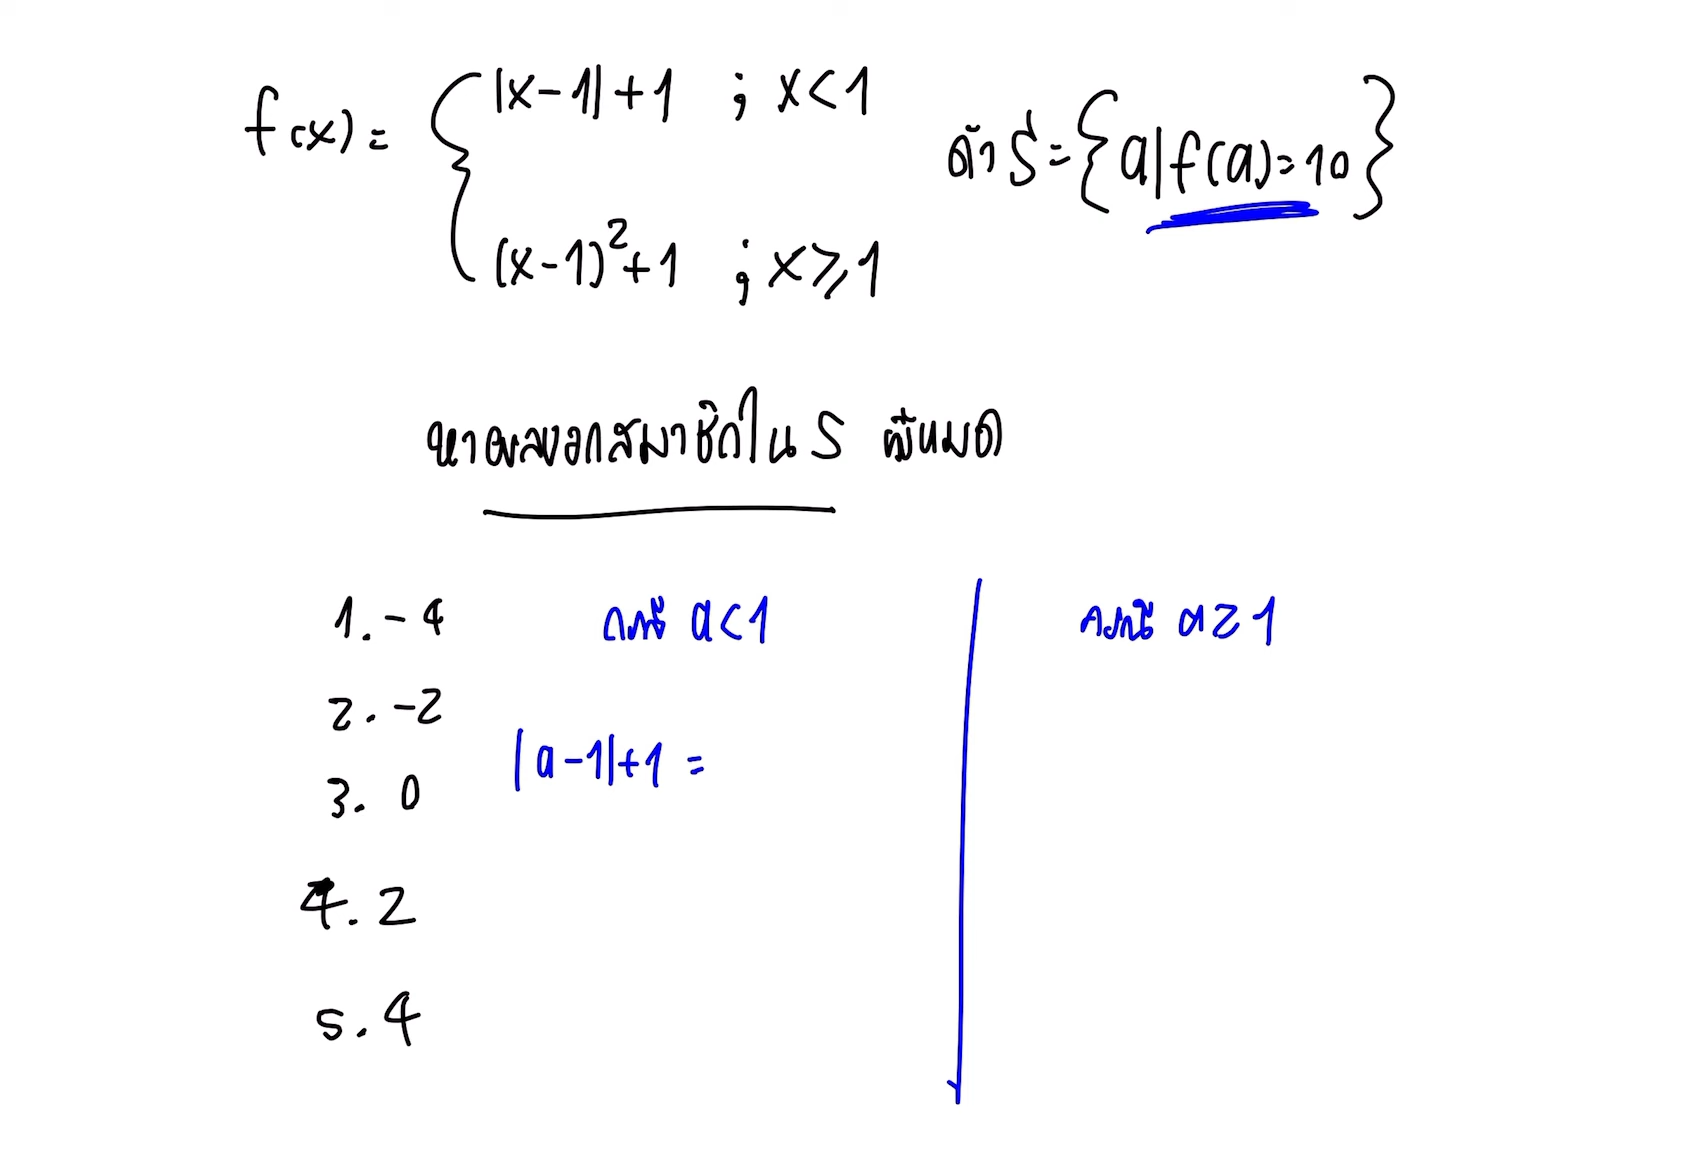 f(x) = { |x-1|+1 ; x<1
(x-1)²+1 ; x⩾1
ถ้า S = {a|f(a)=10}
หาผลบวกสมาชิกใน S ทั้งหมด
1. -4
2. -2
3. 0
4. 2
5. 4
กรณี a<1
|a-1|+1 =
กรณี a≥1